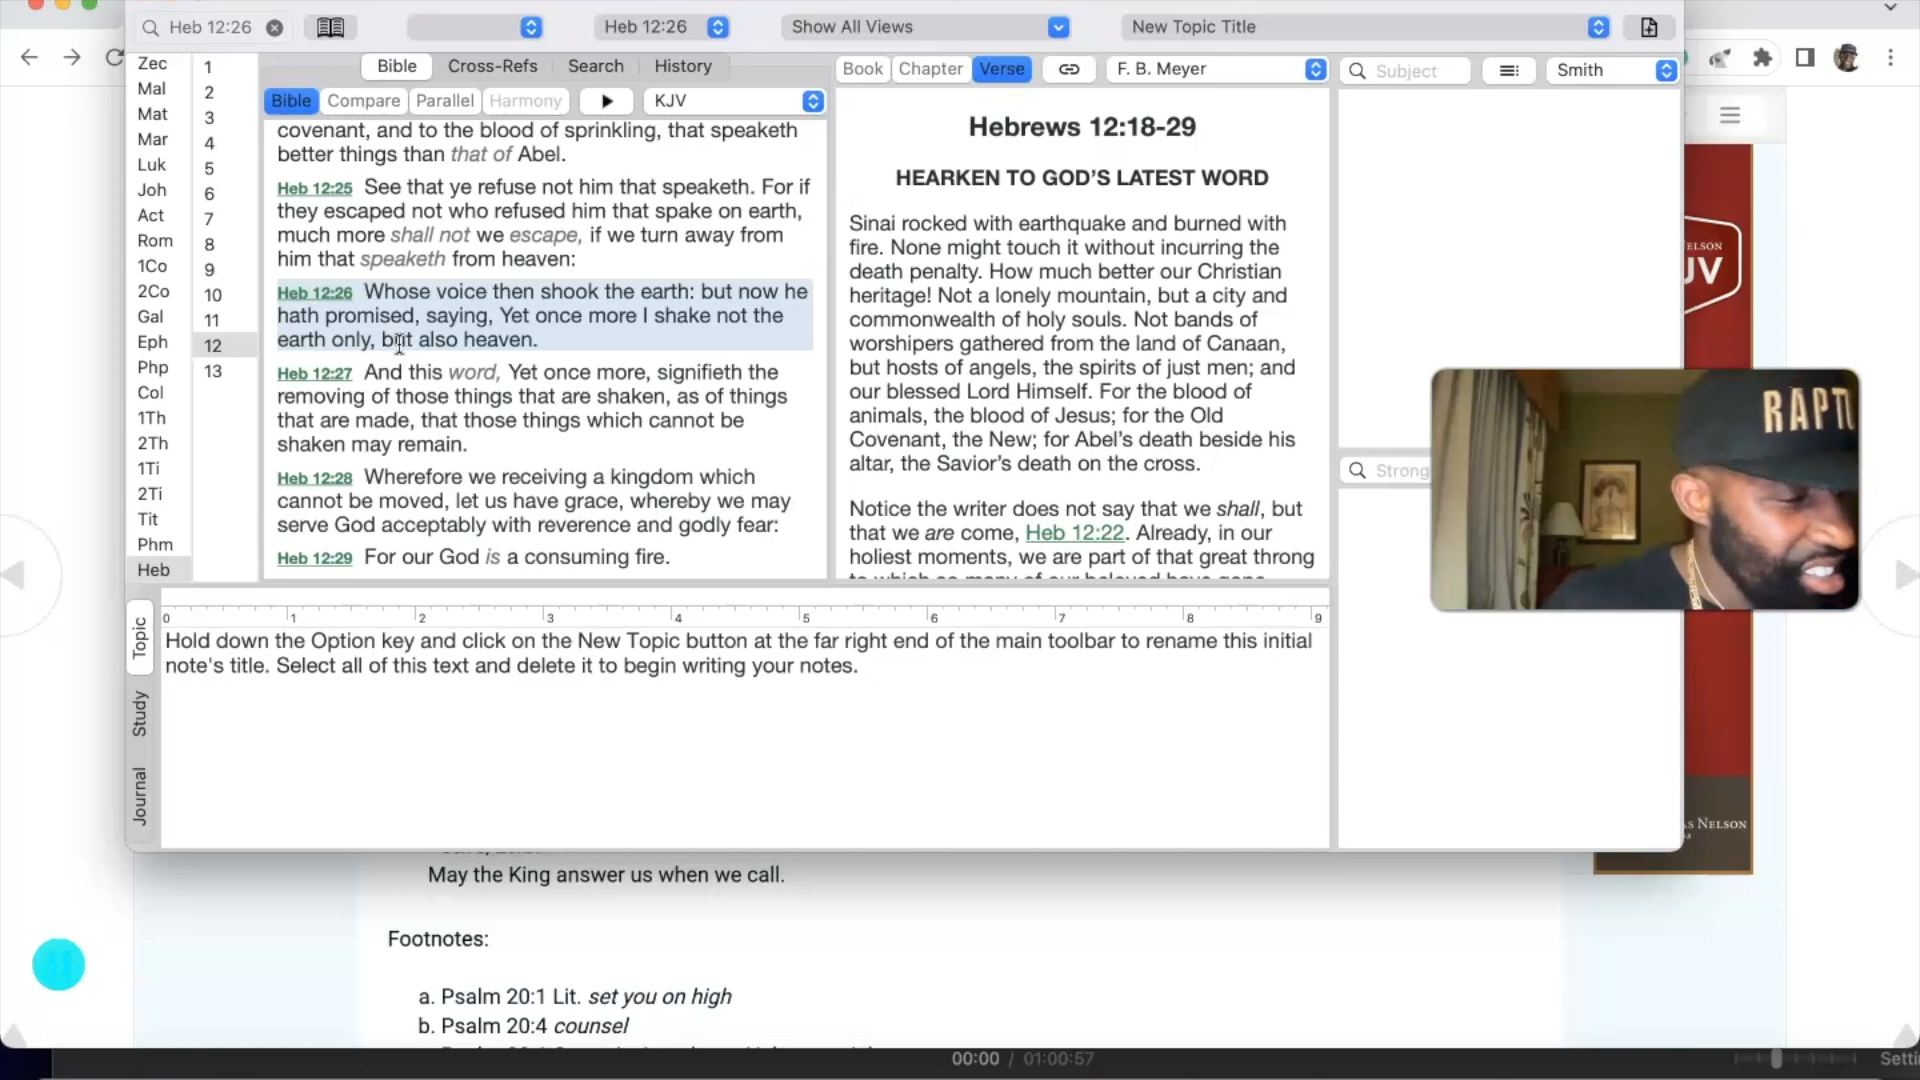 Heb 12:26
Heb 12:26
Show All Views
New Topic Title
Zec
Mal
Mat
Mar
Luk
Joh
Act
Rom
1Co
2Co
Gal
Eph
Php
Col
1Th
2Th
1Ti
2Ti
Tit
Phm
Heb
1
2
3
4
5
6
7
8
9
10
11
12
13
Bible Cross-Refs Search History
Bible Compare Parallel Harmony KJV
covenant, and to the blood of sprinkling, that speaketh
better things than that of Abel.
Heb 12:25 See that ye refuse not him that speaketh. For if
they escaped not who refused him that spake on earth,
much more shall not we escape, if we turn away from
him that speaketh from heaven:
Heb 12:26 Whose voice then shook the earth: but now he
hath promised, saying, Yet once more I shake not the
earth only, but also heaven.
Heb 12:27 And this word, Yet once more, signifieth the
removing of those things that are shaken, as of things
that are made, that those things which cannot be
shaken may remain.
Heb 12:28 Wherefore we receiving a kingdom which
cannot be moved, let us have grace, whereby we may
serve God acceptably with reverence and godly fear:
Heb 12:29 For our God is a consuming fire.
Book Chapter Verse F. B. Meyer
Hebrews 12:18-29
HEARKEN TO GOD'S LATEST WORD
Sinai rocked with earthquake and burned with
fire. None might touch it without incurring the
death penalty. How much better our Christian
heritage! Not a lonely mountain, but a city and
commonwealth of holy souls. Not bands of
worshipers gathered from the land of Canaan,
but hosts of angels, the spirits of just men; and
our blessed Lord Himself. For the blood of
animals, the blood of Jesus; for the Old
Covenant, the New; for Abel's death beside his
altar, the Savior's death on the cross.
Notice the writer does not say that we shall, but
that we are come, Heb 12:22. Already, in our
holiest moments, we are part of that great throng
Subject Smith
Strong
ELSON
UV
RAPT
AS NELSON
Topic
Study
Journal
0 1 2 3 4 5 6 7 8 9
Hold down the Option key and click on the New Topic button at the far right end of the main toolbar to rename this initial
note's title. Select all of this text and delete it to begin writing your notes.
May the King answer us when we call.
Footnotes:
a. Psalm 20:1 Lit. set you on high
b. Psalm 20:4 counsel
00:00 / 01:00:57
Setti